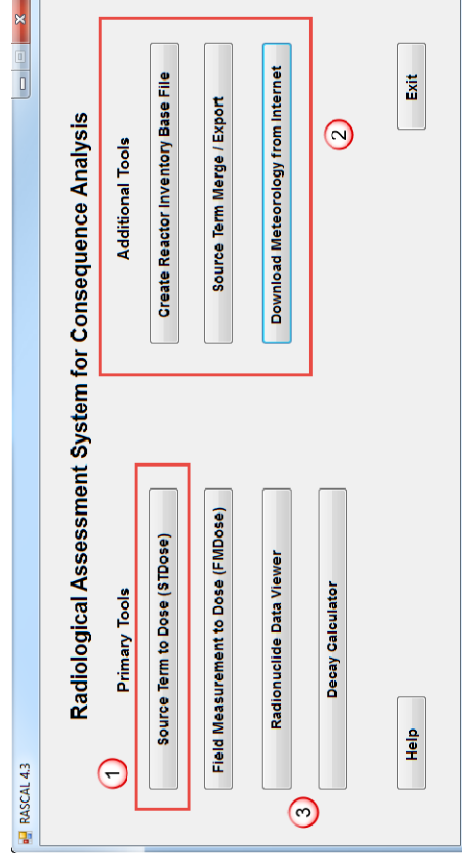 RASCAL 4.3
x
Radiological Assessment System for Consequence Analysis
1
Primary Tools
Source Term to Dose (STDose)
Field Measurement to Dose (FMDose)
3
Radionuclide Data Viewer
Decay Calculator
Help
Additional Tools
Create Reactor Inventory Base File
Source Term Merge / Export
Download Meteorology from Internet
2
Exit